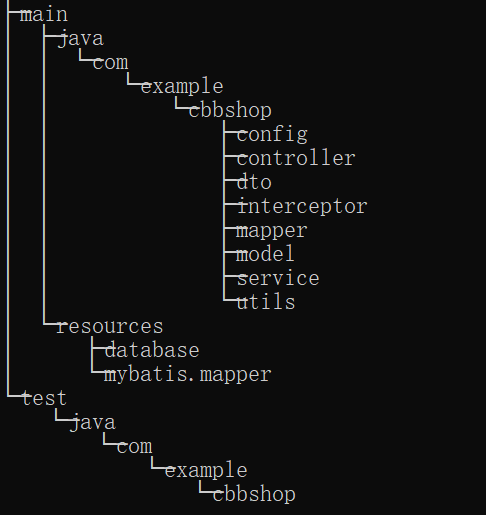 main
java
com
example
cbbshop
config
controller
dto
interceptor
mapper
model
service
utils
resources
database
mybatis.mapper
test
java
com
example
cbbshop